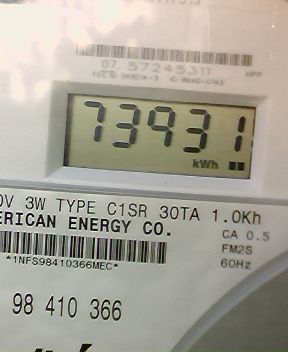 07 57245311
73931
kWh
0V 3W TYPE C1SR 30TA 1.0Kh
ERICAN ENERGY CO.
CA 0.5
FM2S
60Hz
*1NFS98410366MEC*
98 410 366